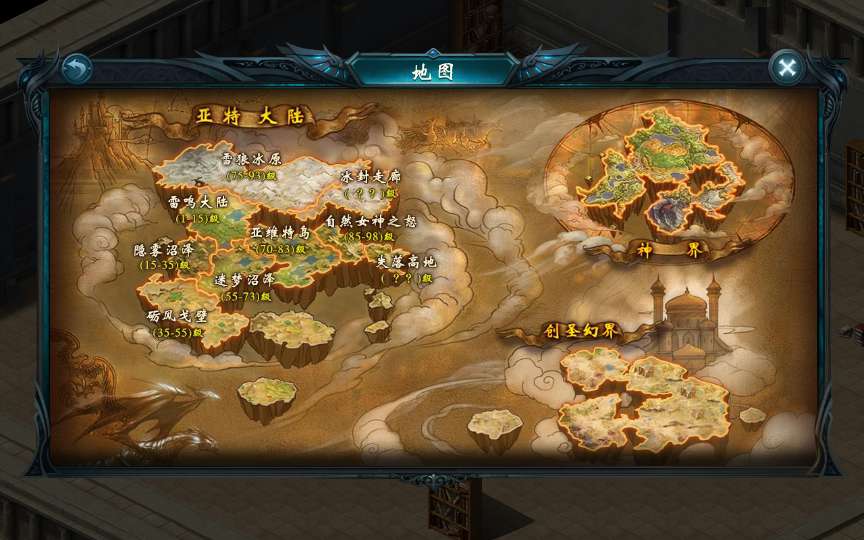 地图
亚特 大陆
雷狼冰原
(75-93)级
冰封走廊
(？？)级
雷鸣大陆
(1-15)级
自然女神之怒
(85-98)级
亚维特岛
(70-83)级
隐雾沼泽
(15-35)级
失落高地
(？？)级
迷梦沼泽
(55-73)级
砺风戈壁
(35-55)级
神 界
创圣幻界